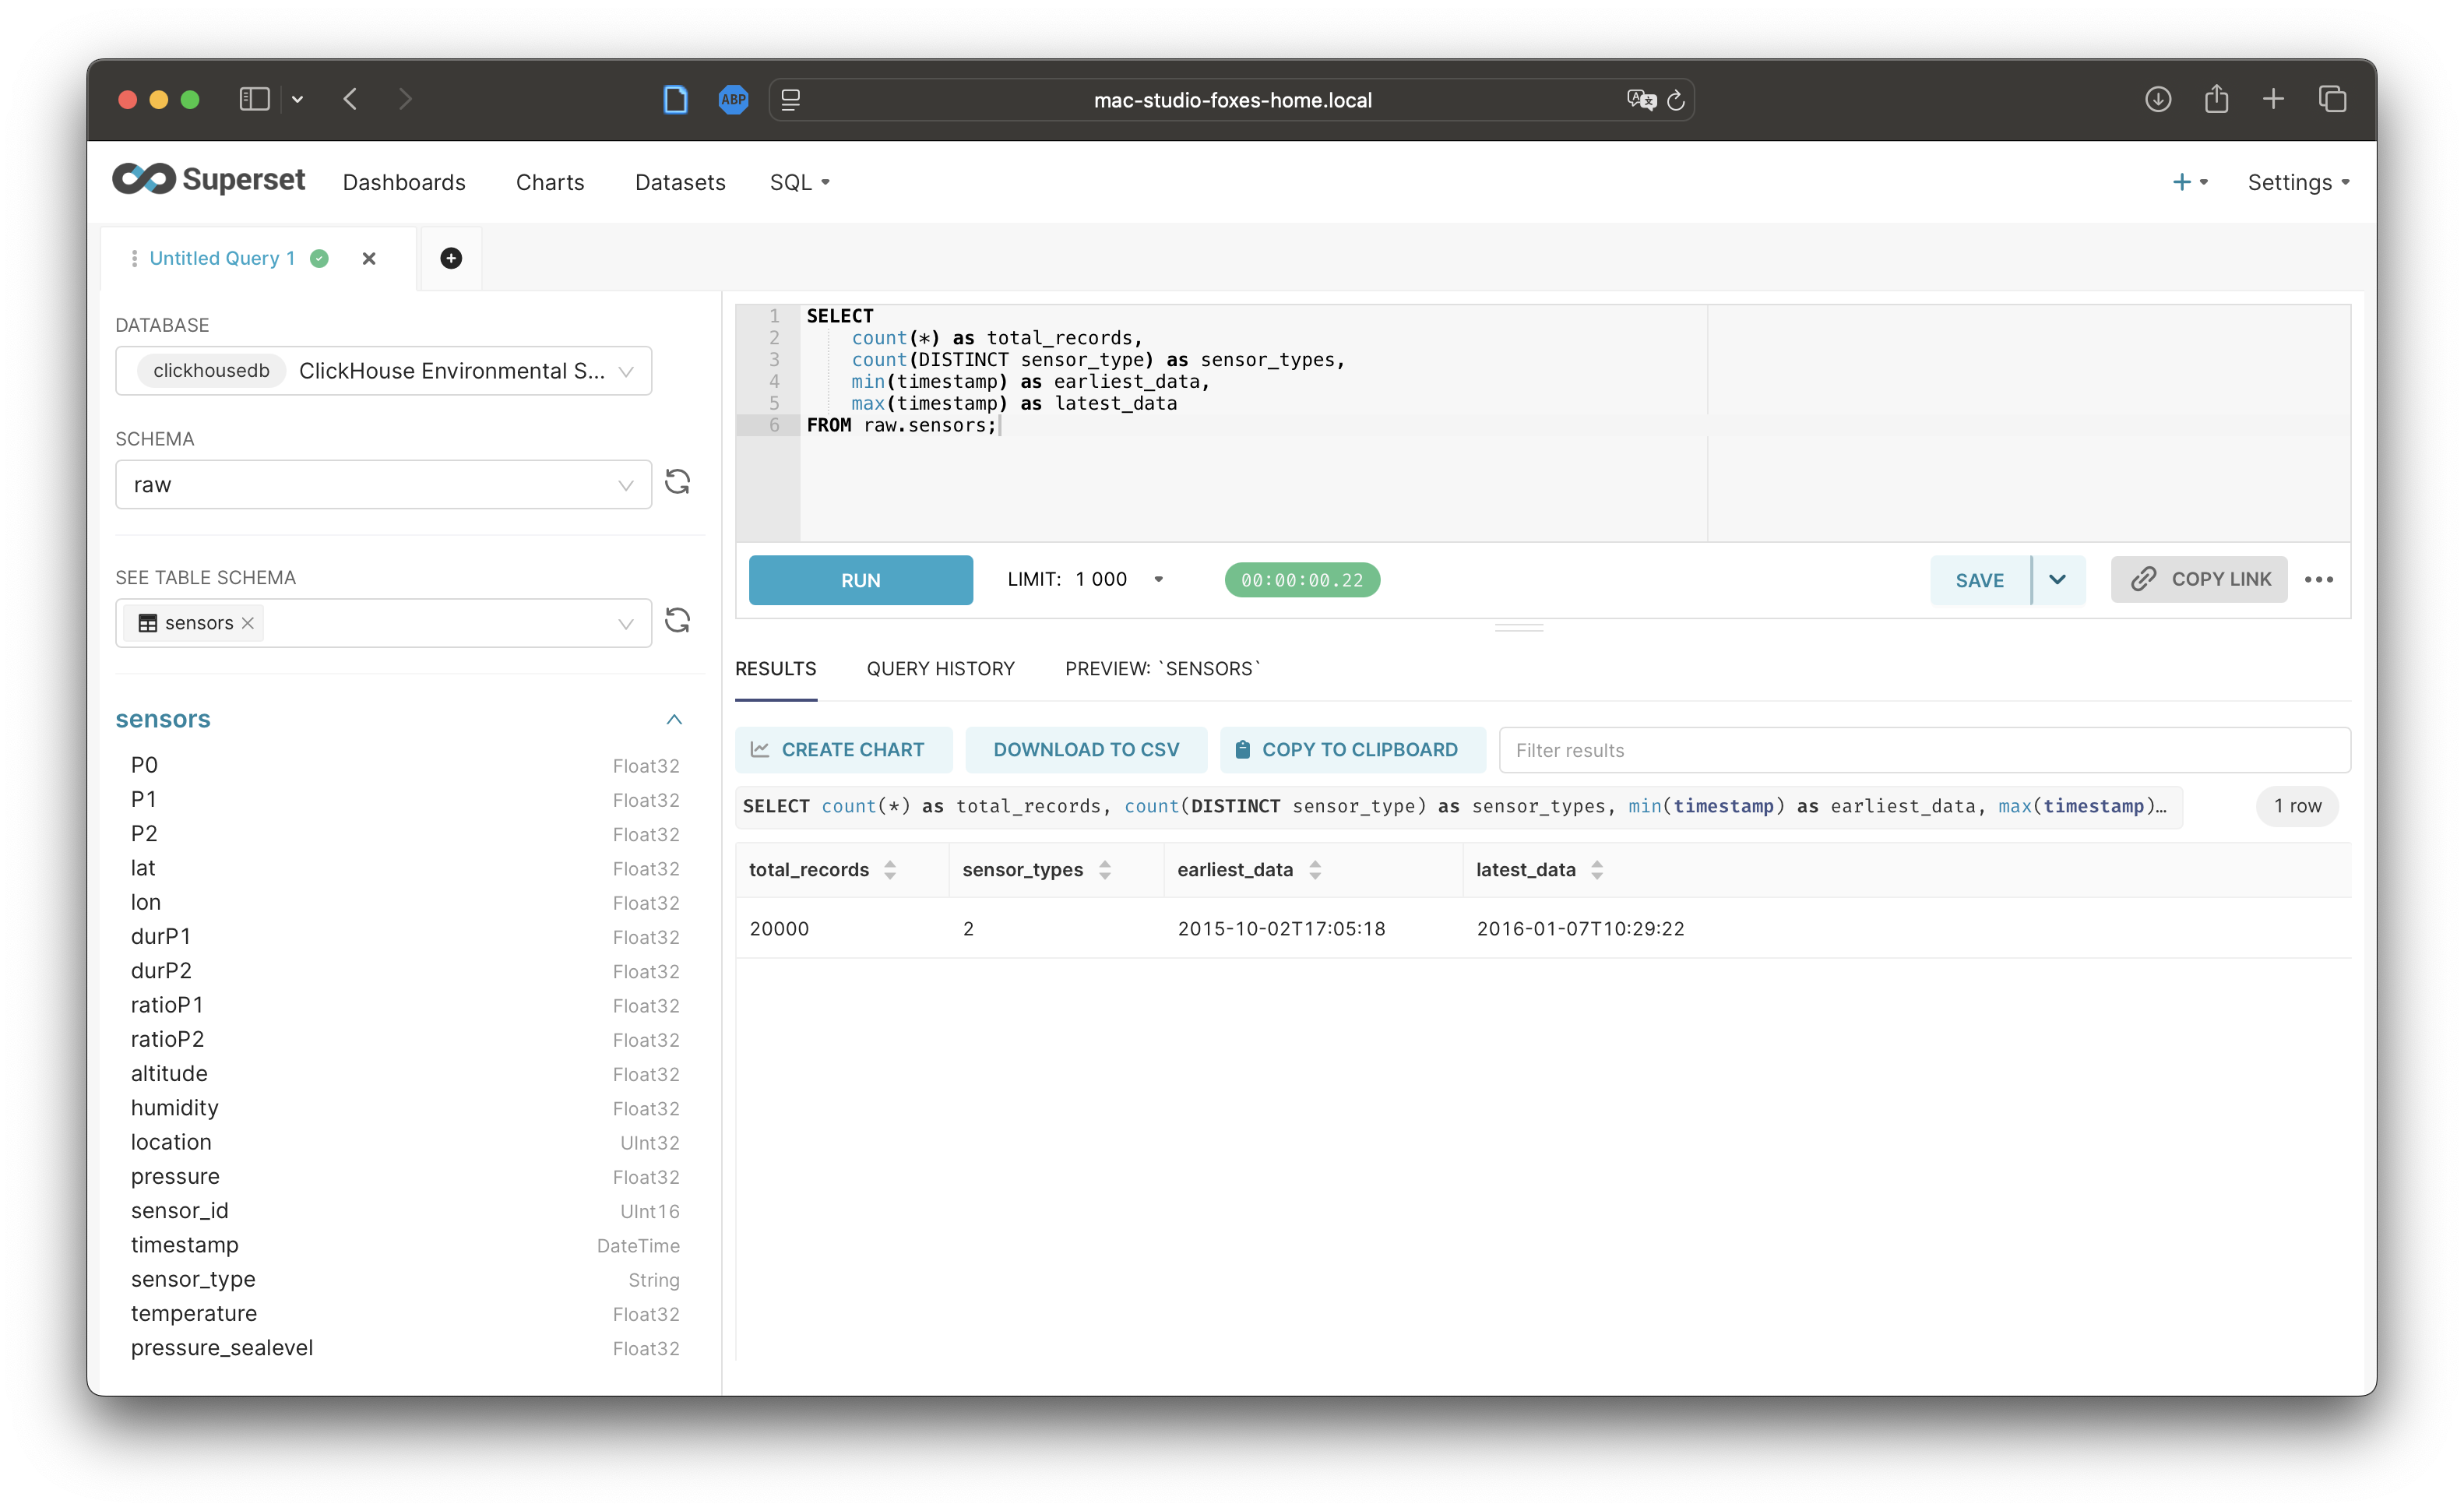 ABP
mac-studio-foxes-home.local
Superset
Dashboards
Charts
Datasets
SQL
Settings
Untitled Query 1
DATABASE
clickhousedb ClickHouse Environmental S...
SCHEMA
raw
SEE TABLE SCHEMA
sensors
sensors
P0 Float32
P1 Float32
P2 Float32
lat Float32
lon Float32
durP1 Float32
durP2 Float32
ratioP1 Float32
ratioP2 Float32
altitude Float32
humidity Float32
location UInt32
pressure Float32
sensor_id UInt16
timestamp DateTime
sensor_type String
temperature Float32
pressure_sealevel Float32
1 SELECT
2 count(*) as total_records,
3 count(DISTINCT sensor_type) as sensor_types,
4 min(timestamp) as earliest_data,
5 max(timestamp) as latest_data
6 FROM raw.sensors;
RUN
LIMIT: 1 000
00:00:00.22
SAVE
COPY LINK
RESULTS
QUERY HISTORY
PREVIEW: `SENSORS`
CREATE CHART
DOWNLOAD TO CSV
COPY TO CLIPBOARD
Filter results
SELECT count(*) as total_records, count(DISTINCT sensor_type) as sensor_types, min(timestamp) as earliest_data, max(timestamp)…
1 row
total_records sensor_types earliest_data latest_data
20000 2 2015-10-02T17:05:18 2016-01-07T10:29:22